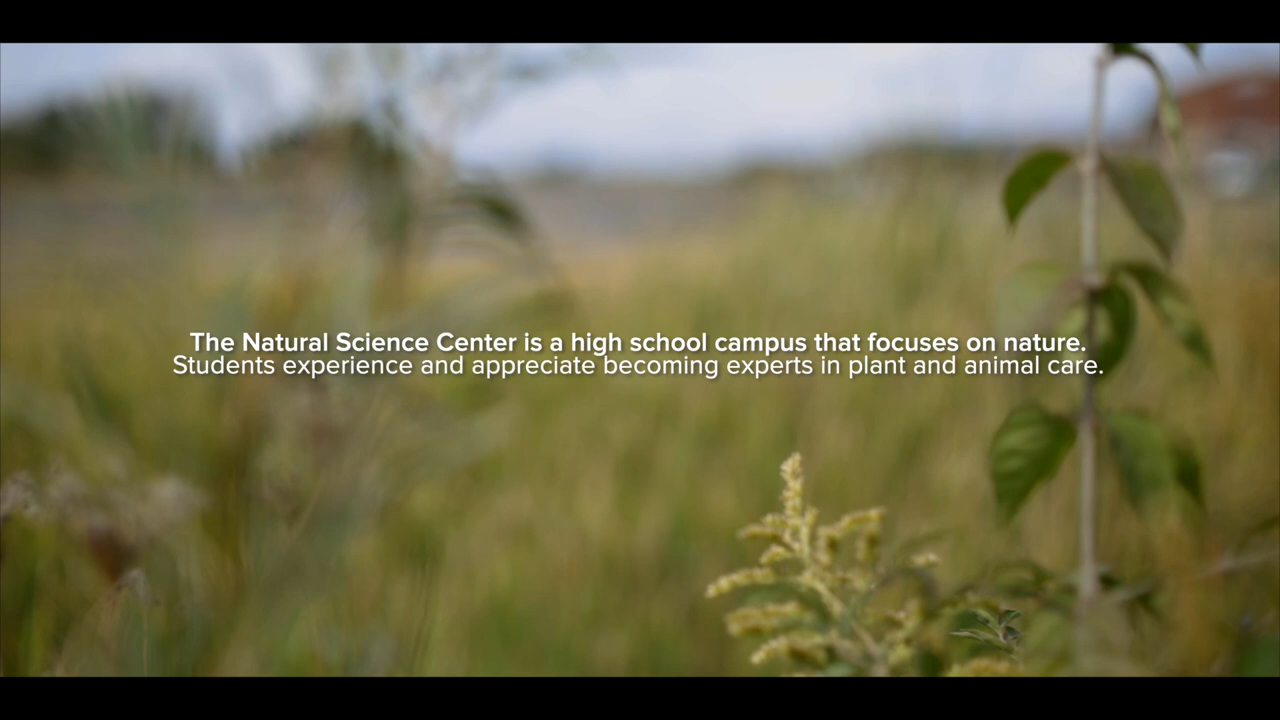 The Natural Science Center is a high school campus that focuses on nature.
Students experience and appreciate becoming experts in plant and animal care.